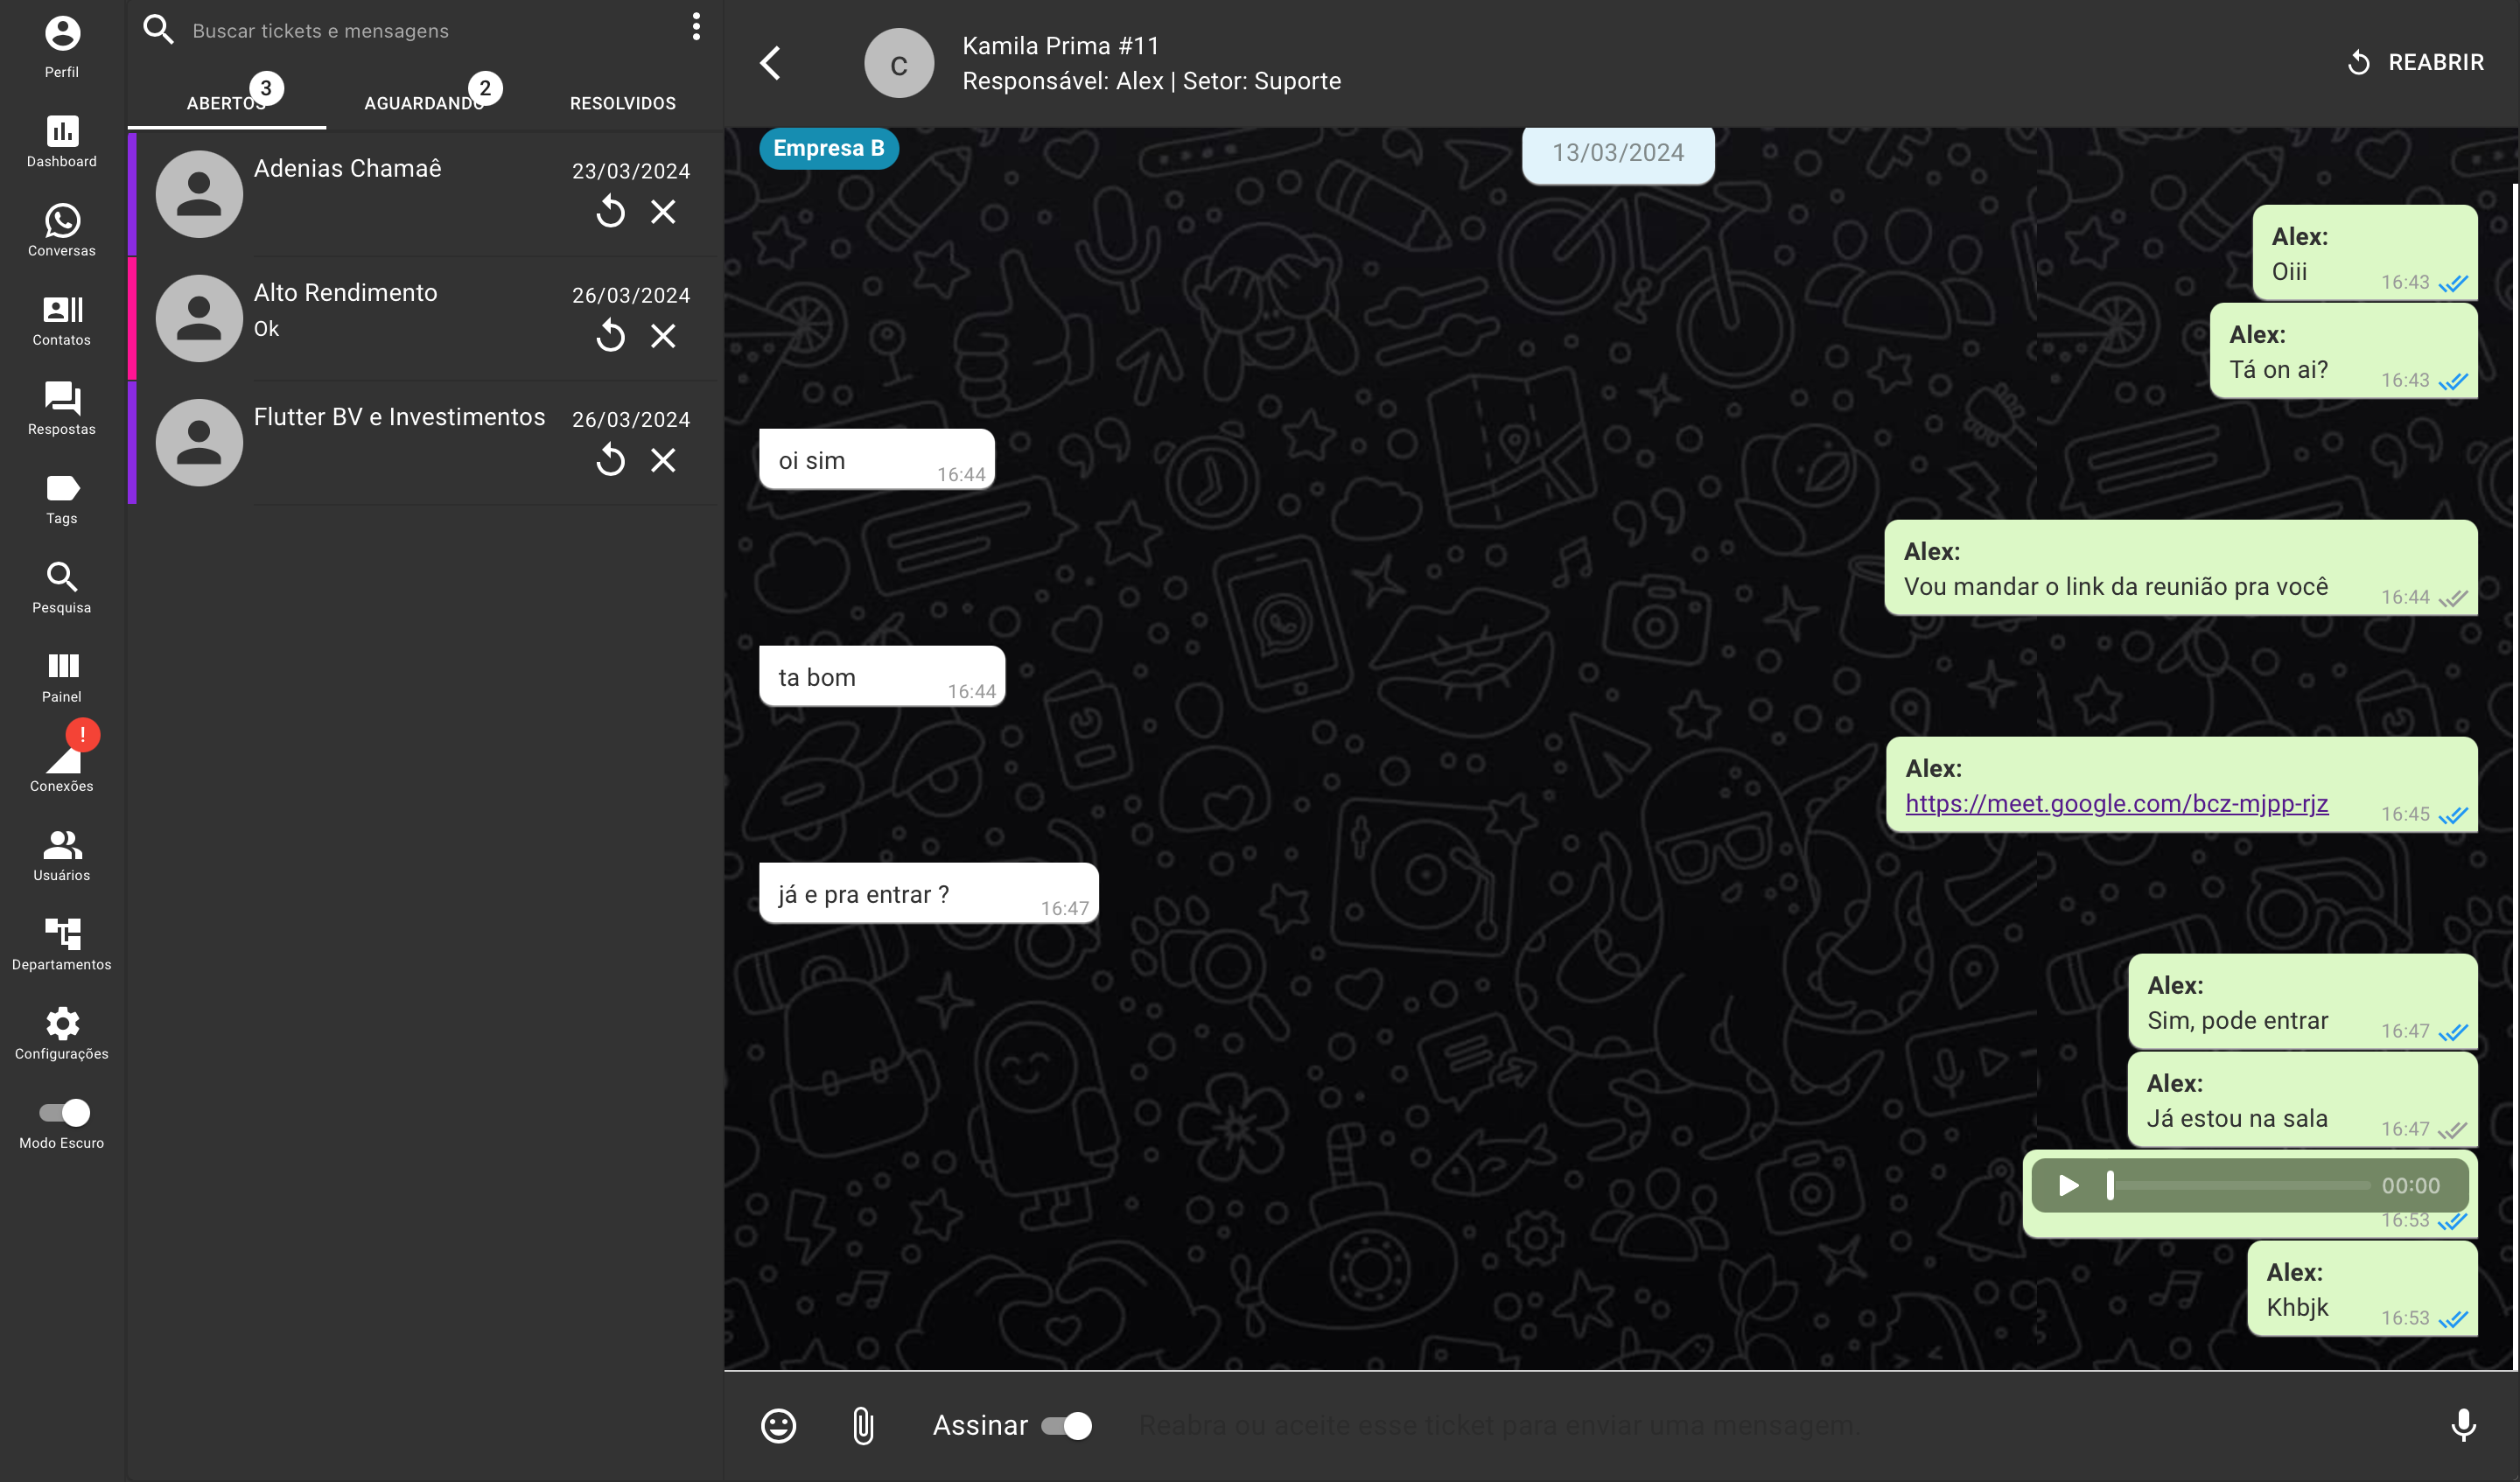 Perfil
Dashboard
Conversas
Contatos
Respostas
Tags
Pesquisa
Painel
!
Conexões
Usuários
Departamentos
Configurações
Modo Escuro
Buscar tickets e mensagens
ABERTOS 3
AGUARDANDO 2
RESOLVIDOS
Adenias Chamaê 23/03/2024
Alto Rendimento 26/03/2024
Ok
Flutter BV e Investimentos 26/03/2024
C
Kamila Prima #11
Responsável: Alex | Setor: Suporte
REABRIR
Empresa B
13/03/2024
Alex:
Oiii 16:43
Alex:
Tá on ai? 16:43
oi sim 16:44
Alex:
Vou mandar o link da reunião pra você 16:44
ta bom 16:44
Alex:
https://meet.google.com/bcz-mjpp-rjz 16:45
já e pra entrar ? 16:47
Alex:
Sim, pode entrar 16:47
Alex:
Já estou na sala 16:47
00:00
16:53
Alex:
Khbjk 16:53
Assinar
Reabra ou aceite esse ticket para enviar uma mensagem.